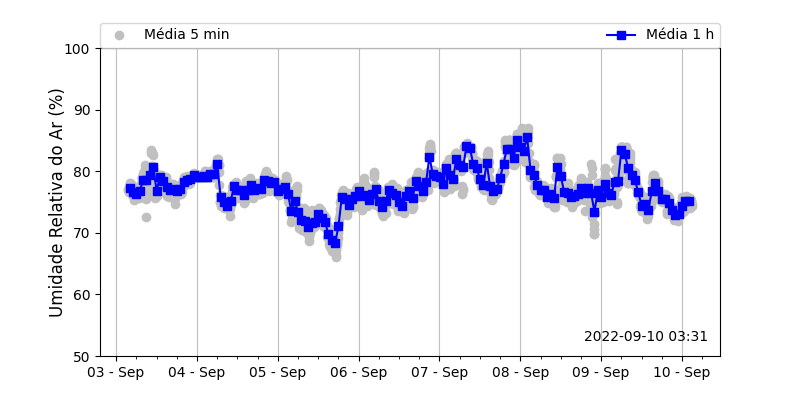 Média 5 min Média 1 h
Umidade Relativa do Ar (%)
100
90
80
70
60
50
2022-09-10 03:31
03 - Sep 04 - Sep 05 - Sep 06 - Sep 07 - Sep 08 - Sep 09 - Sep 10 - Sep